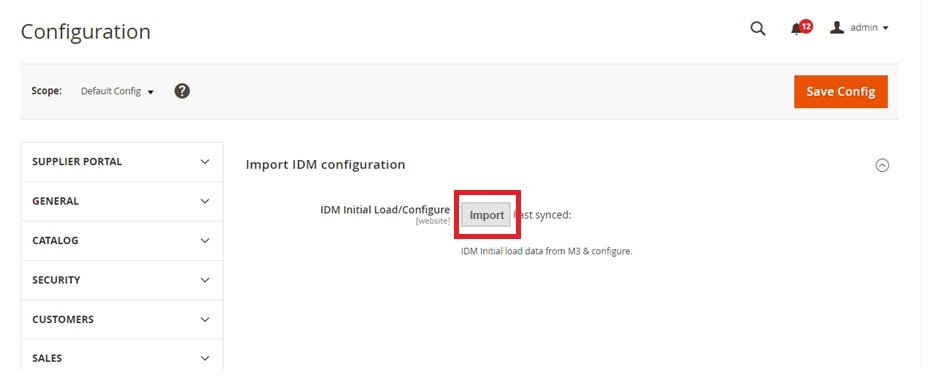 Configuration
12
admin
Scope:
Default Config
?
Save Config
SUPPLIER PORTAL
GENERAL
CATALOG
SECURITY
CUSTOMERS
SALES
Import IDM configuration
IDM Initial Load/Configure
[website]
Import
Last synced:
IDM Initial load data from M3 & configure.